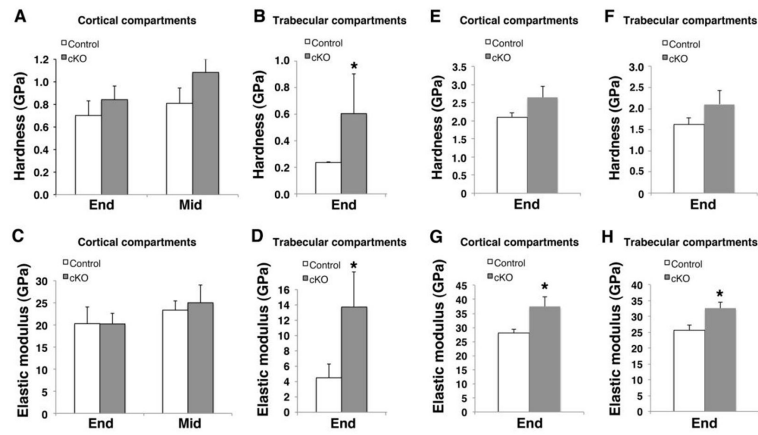 A
Cortical compartments
Control
cKO
Hardness (GPa)
1.2
1.0
0.8
0.6
0.4
0.2
0.0
End Mid
B
Trabecular compartments
Control
cKO
*
Hardness (GPa)
1.0
0.8
0.6
0.4
0.2
0.0
End
E
Cortical compartments
Control
cKO
Hardness (GPa)
3.5
3.0
2.5
2.0
1.5
1.0
0.5
0.0
End
F
Trabecular compartments
Control
cKO
Hardness (GPa)
3.0
2.5
2.0
1.5
1.0
0.5
0
End
C
Cortical compartments
Control
cKO
Elastic modulus (GPa)
30
25
20
15
10
5
0
End Mid
D
Trabecular compartments
Control
cKO
*
Elastic modulus (GPa)
16
14
12
10
8
6
4
2
0
End
G
Cortical compartments
Control
cKO
*
Elastic modulus (GPa)
45
40
35
30
25
20
15
10
5
0
End
H
Trabecular compartments
Control
cKO
*
Elastic modulus (GPa)
40
35
30
25
20
15
10
5
0
End